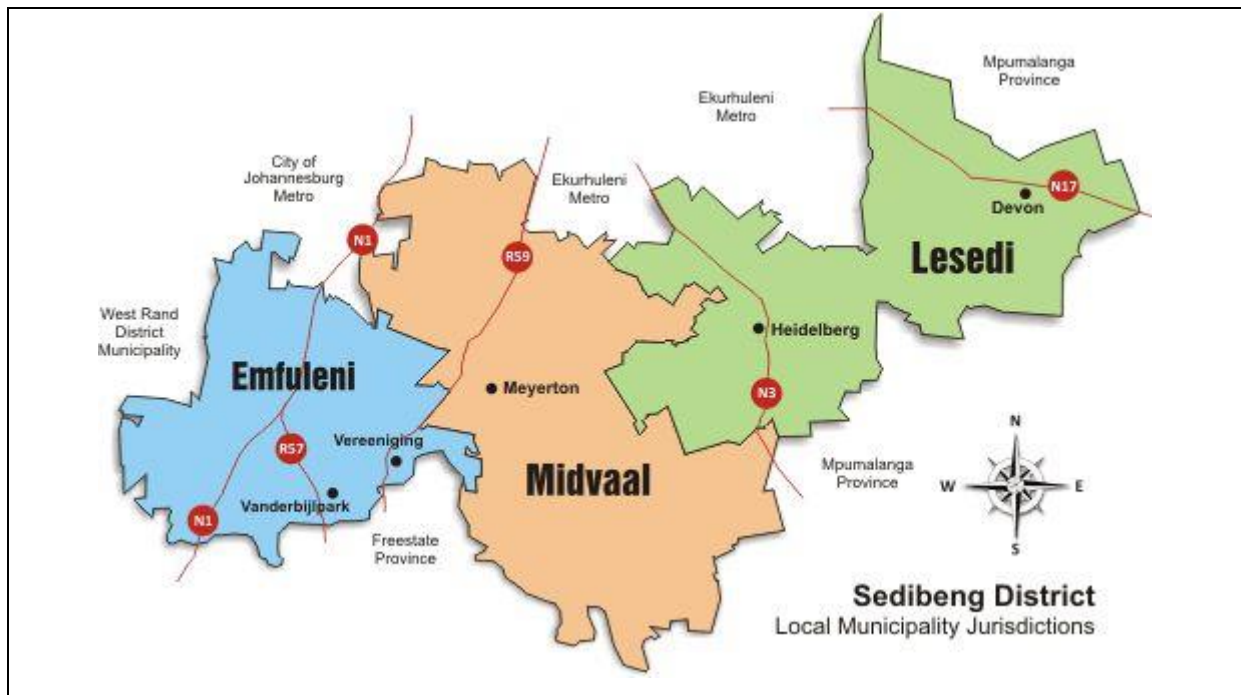 Mpumalanga
Province
Ekurhuleni
Metro
City of
Johannesburg
Metro
Ekurhuleni
Metro
N17
Devon
N1
R59
Lesedi
West Rand
District
Municipality
Heidelberg
Emfuleni
Meyerton
N3
R57
Vereeniging
Midvaal
Mpumalanga
Province
N
W
E
S
Vanderbijlpark
N1
Freestate
Province
Sedibeng District
Local Municipality Jurisdictions